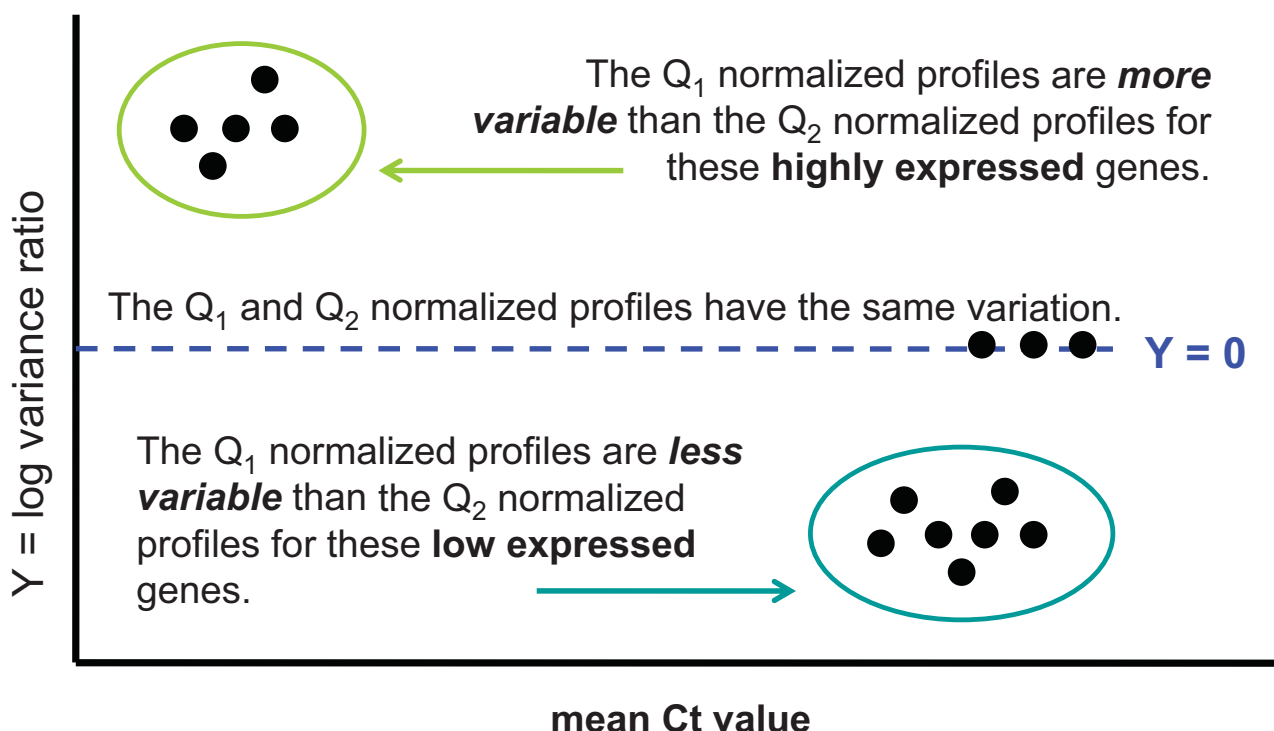 The Q₁ normalized profiles are more
variable than the Q₂ normalized profiles for
these highly expressed genes.
Y = log variance ratio
The Q₁ and Q₂ normalized profiles have the same variation.
Y = 0
The Q₁ normalized profiles are less
variable than the Q₂ normalized
profiles for these low expressed
genes.
mean Ct value